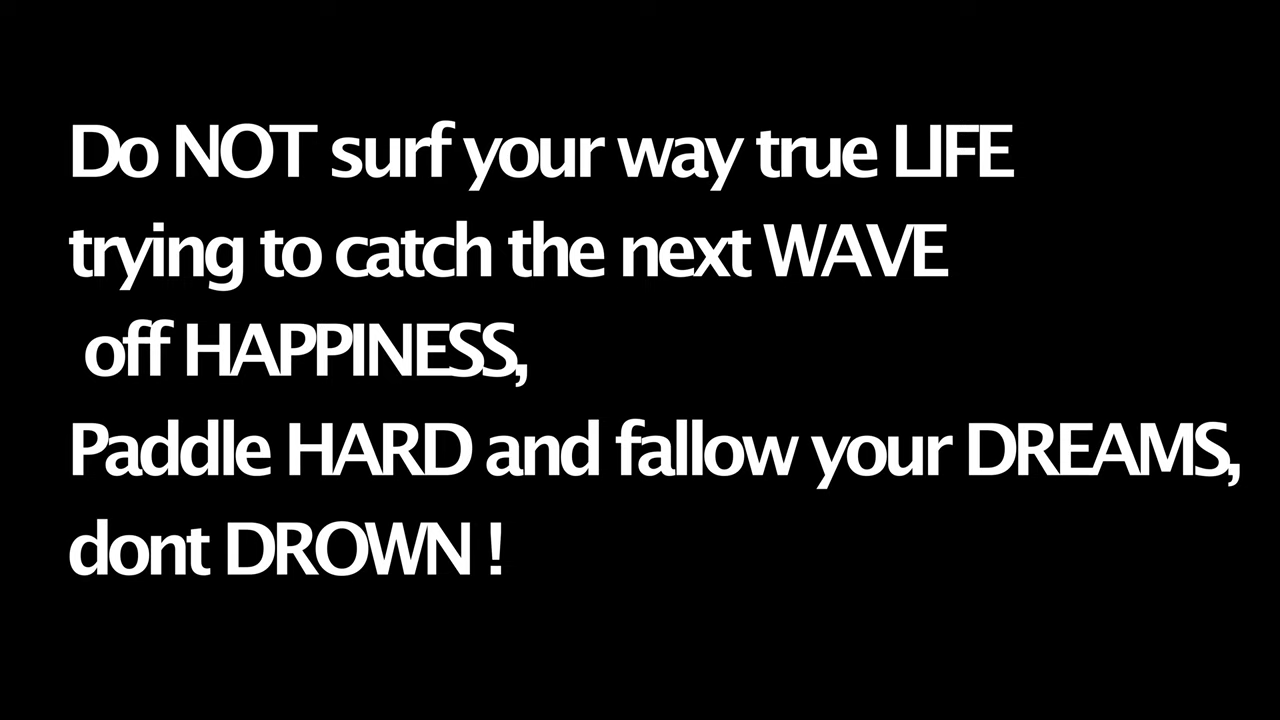 Do NOT surf your way true LIFE
trying to catch the next WAVE
off HAPPINESS,
Paddle HARD and fallow your DREAMS,
dont DROWN !